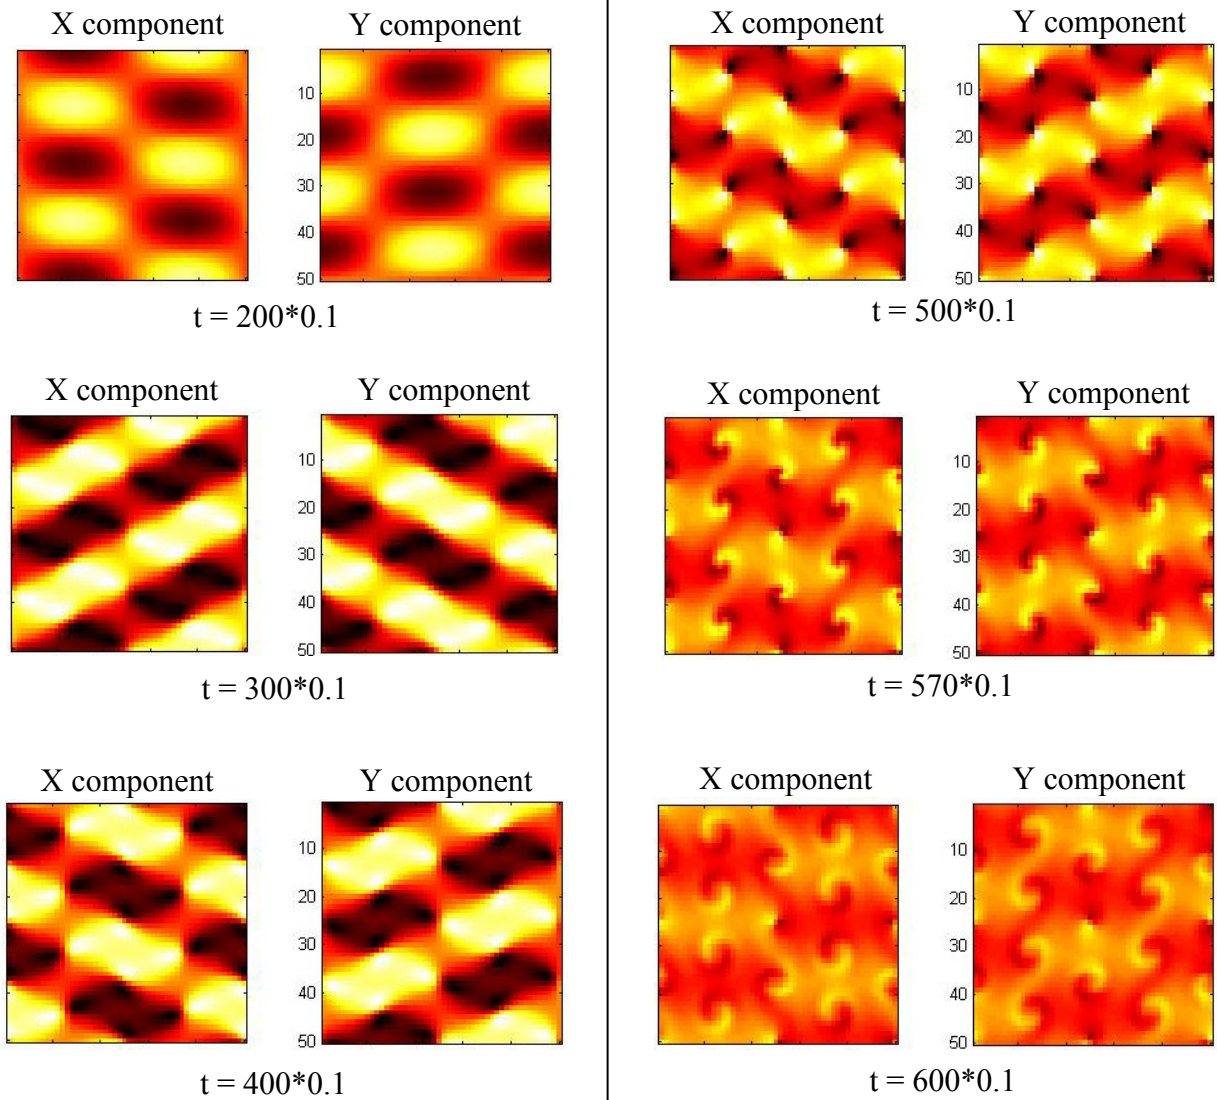 X component
Y component
10
20
30
40
50
t = 200*0.1
X component
Y component
10
20
30
40
50
t = 300*0.1
X component
Y component
10
20
30
40
50
t = 400*0.1
X component
Y component
10
20
30
40
50
t = 500*0.1
X component
Y component
10
20
30
40
50
t = 570*0.1
X component
Y component
10
20
30
40
50
t = 600*0.1